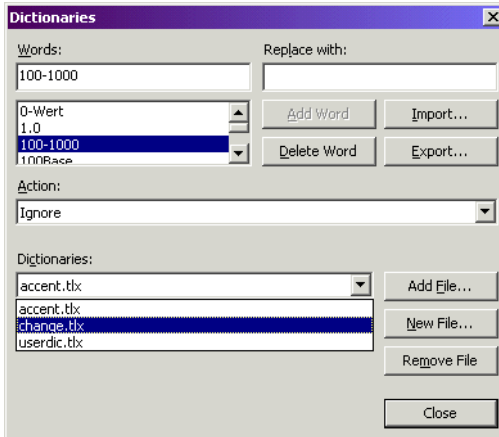 Dictionaries
Words:
Replace with:
100-1000
0-Wert
1.0
100-1000
100Base
Add Word
Import...
Delete Word
Export...
Action:
Ignore
Dictionaries:
accent.tlx
Add File...
accent.tlx
change.tlx
userdic.tlx
New File...
Remove File
Close